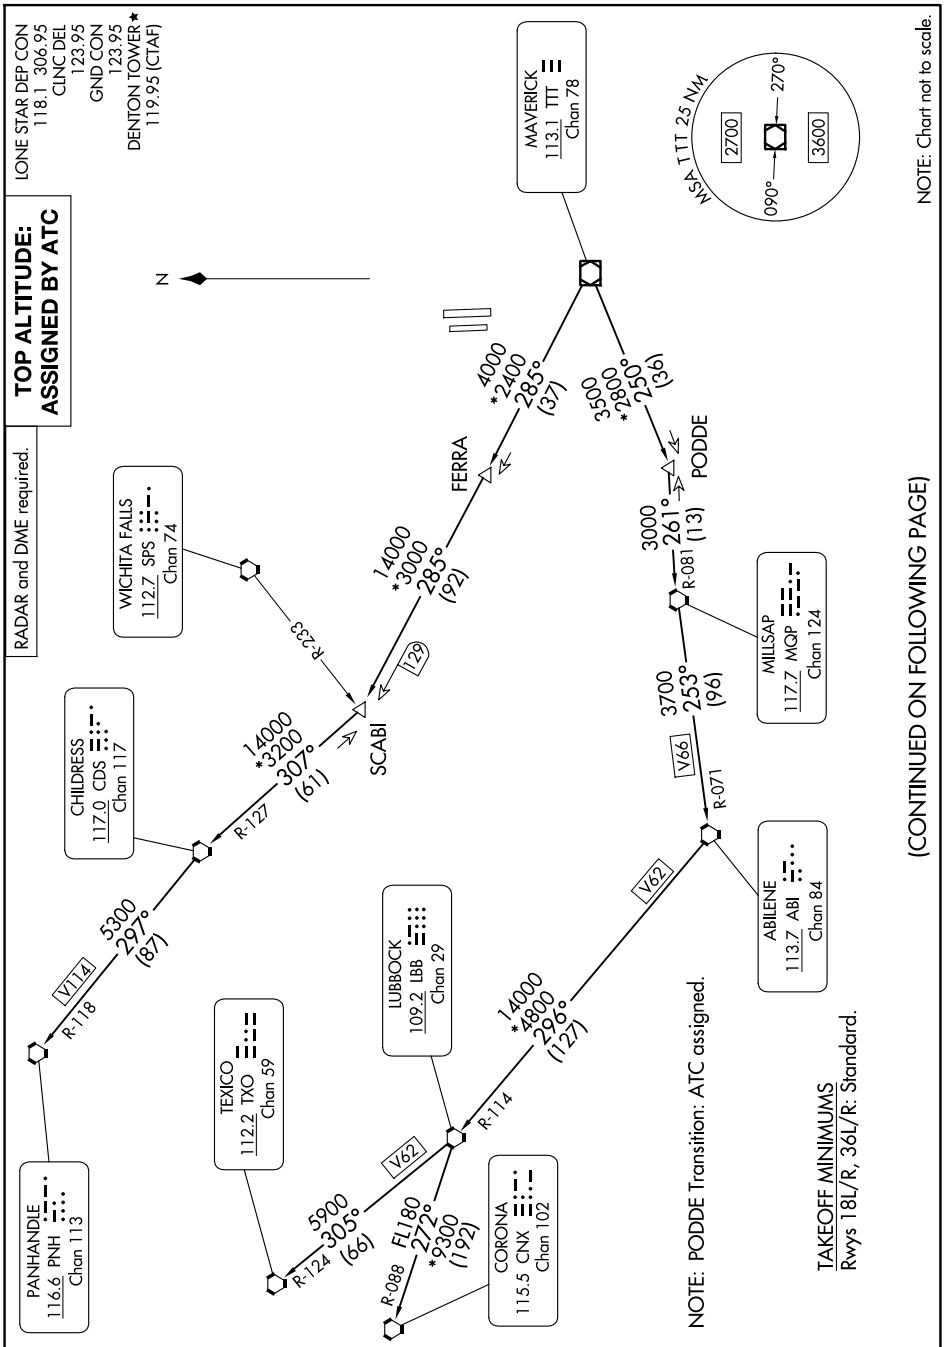 LONE STAR DEP CON
118.1 306.95
CLNC DEL
123.95
GND CON
123.95
DENTON TOWER★
119.95 (CTAF)
TOP ALTITUDE:
ASSIGNED BY ATC
RADAR and DME required.
N
MAVERICK
113.1 TTT
Chan 78
MSA TTT 25 NM
2700
3600
090°
270°
NOTE: Chart not to scale.
4000
*2400
285°
(37)
FERRA
14000
*3000
285°
(92)
129
SCABI
WICHITA FALLS
112.7 SPS
Chan 74
R-233
14000
*3200
307°
(61)
R-127
CHILDRESS
117.0 CDS
Chan 117
5300
297°
(87)
V114
R-118
PANHANDLE
116.6 PNH
Chan 113
3500
*2800
250°
(36)
PODDE
3000
261°
(13)
R-081
MILLSAP
117.7 MQP
Chan 124
3700
253°
(96)
V66
R-071
ABILENE
113.7 ABI
Chan 84
V62
14000
*4800
296°
(127)
R-114
LUBBOCK
109.2 LBB
Chan 29
V62
5900
305°
(66)
R-124
TEXICO
112.2 TXO
Chan 59
FL180
272°
*9300
(192)
R-088
CORONA
115.5 CNX
Chan 102
NOTE: PODDE Transition: ATC assigned.
TAKEOFF MINIMUMS
Rwys 18L/R, 36L/R: Standard.
(CONTINUED ON FOLLOWING PAGE)